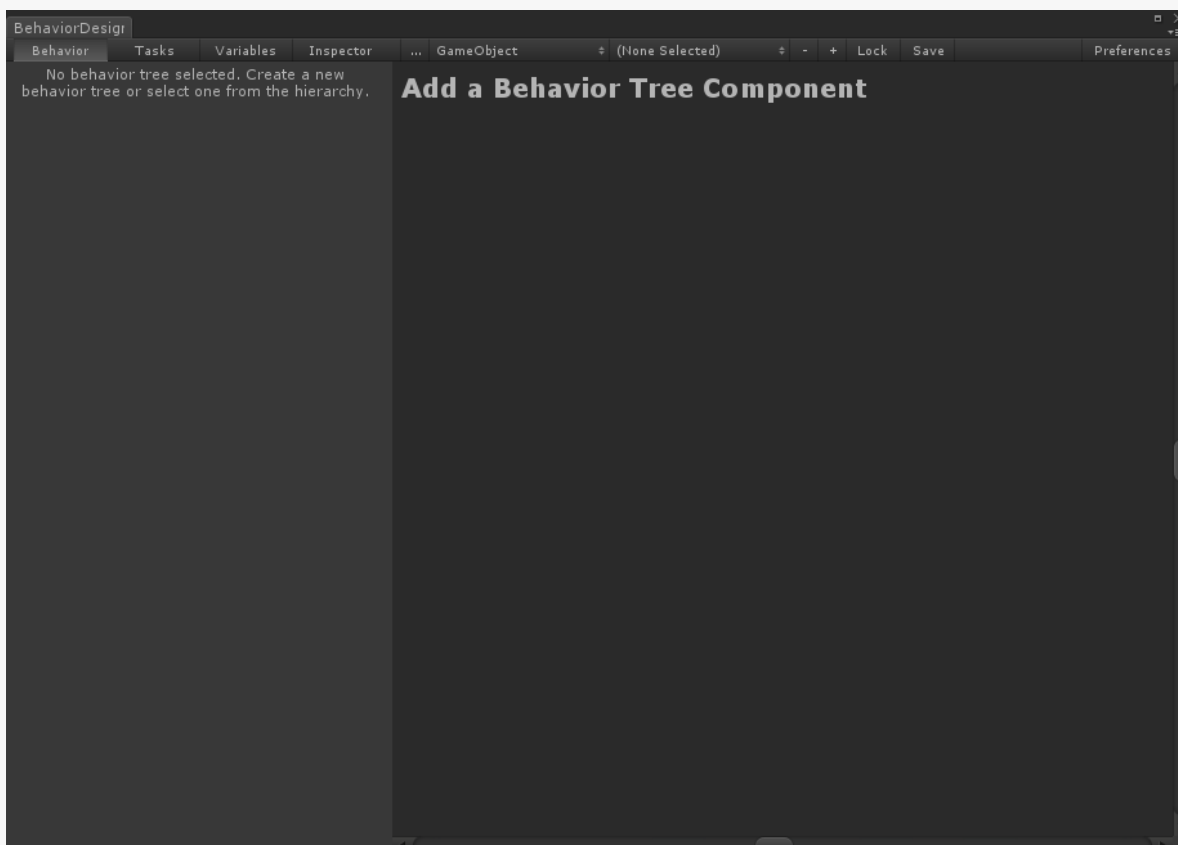 BehaviorDesigr
Behavior Tasks Variables Inspector ... GameObject (None Selected) - + Lock Save Preferences
No behavior tree selected. Create a new
behavior tree or select one from the hierarchy.
Add a Behavior Tree Component